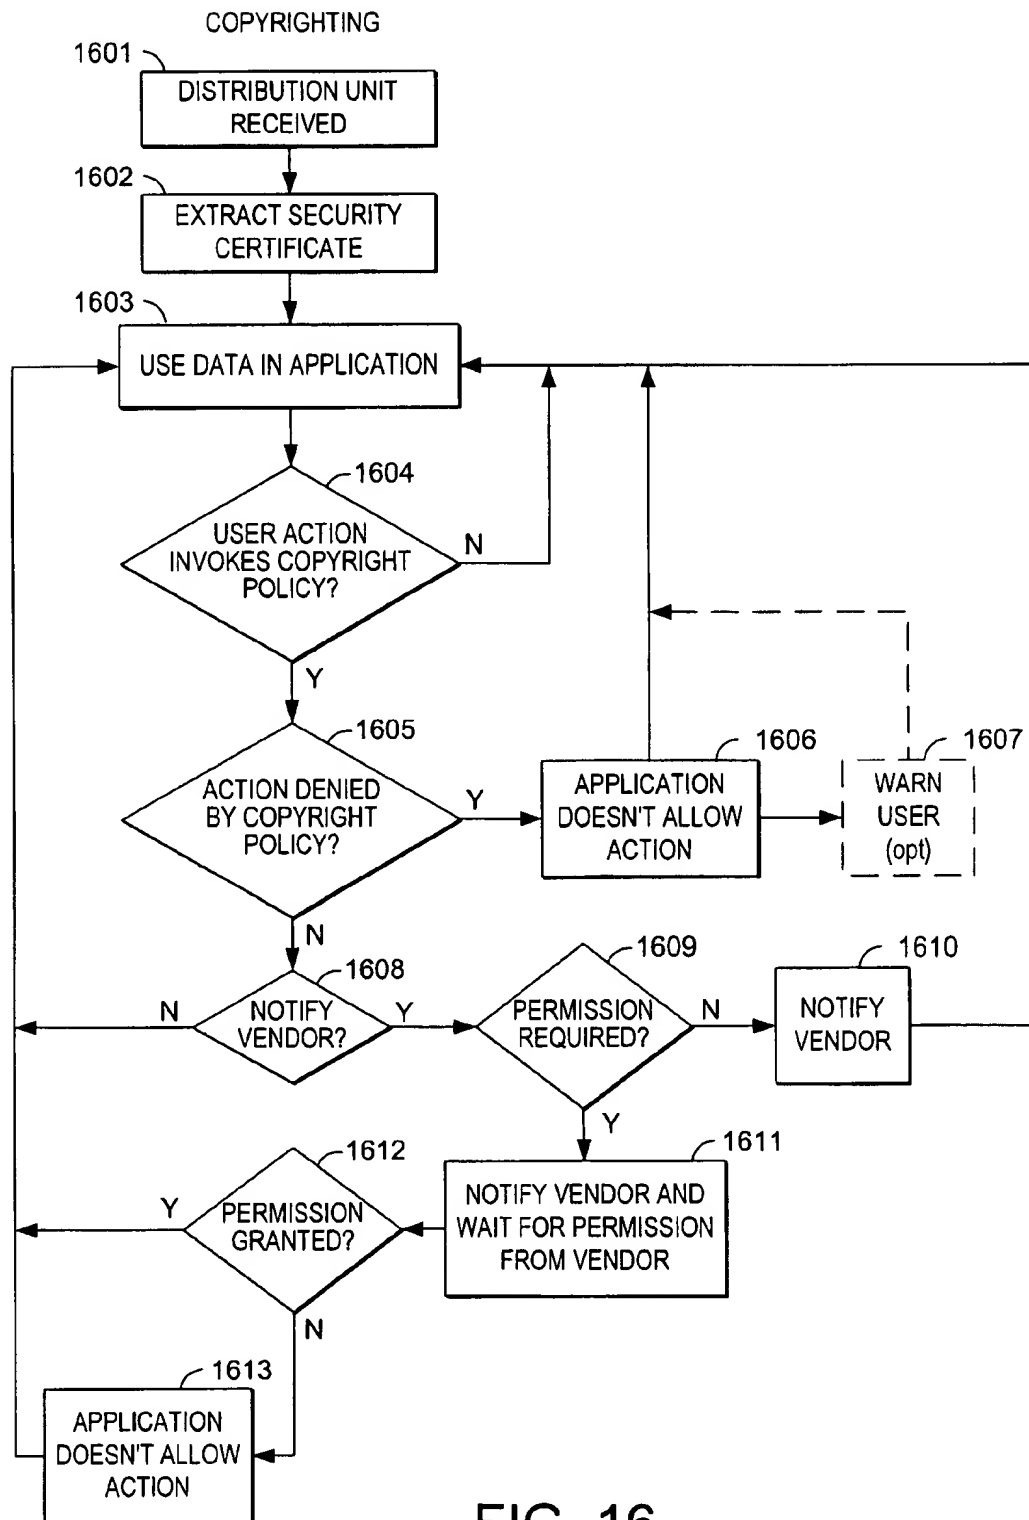 COPYRIGHTING
1601
DISTRIBUTION UNIT
RECEIVED
1602
EXTRACT SECURITY
CERTIFICATE
1603
USE DATA IN APPLICATION
1604
USER ACTION
INVOKES COPYRIGHT
POLICY?
N
Y
1605
ACTION DENIED
BY COPYRIGHT
POLICY?
Y
N
1606
APPLICATION
DOESN'T ALLOW
ACTION
1607
WARN
USER
(opt)
1608
NOTIFY
VENDOR?
N
Y
1609
PERMISSION
REQUIRED?
N
Y
1610
NOTIFY
VENDOR
1611
NOTIFY VENDOR AND
WAIT FOR PERMISSION
FROM VENDOR
1612
PERMISSION
GRANTED?
Y
N
1613
APPLICATION
DOESN'T ALLOW
ACTION
FIG. 16